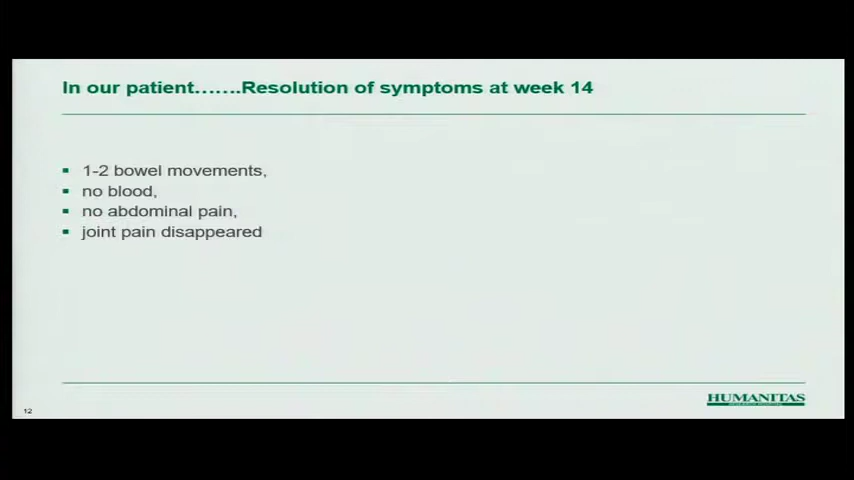 In our patient…….Resolution of symptoms at week 14
1-2 bowel movements,
no blood,
no abdominal pain,
joint pain disappeared
12
HUMANITAS